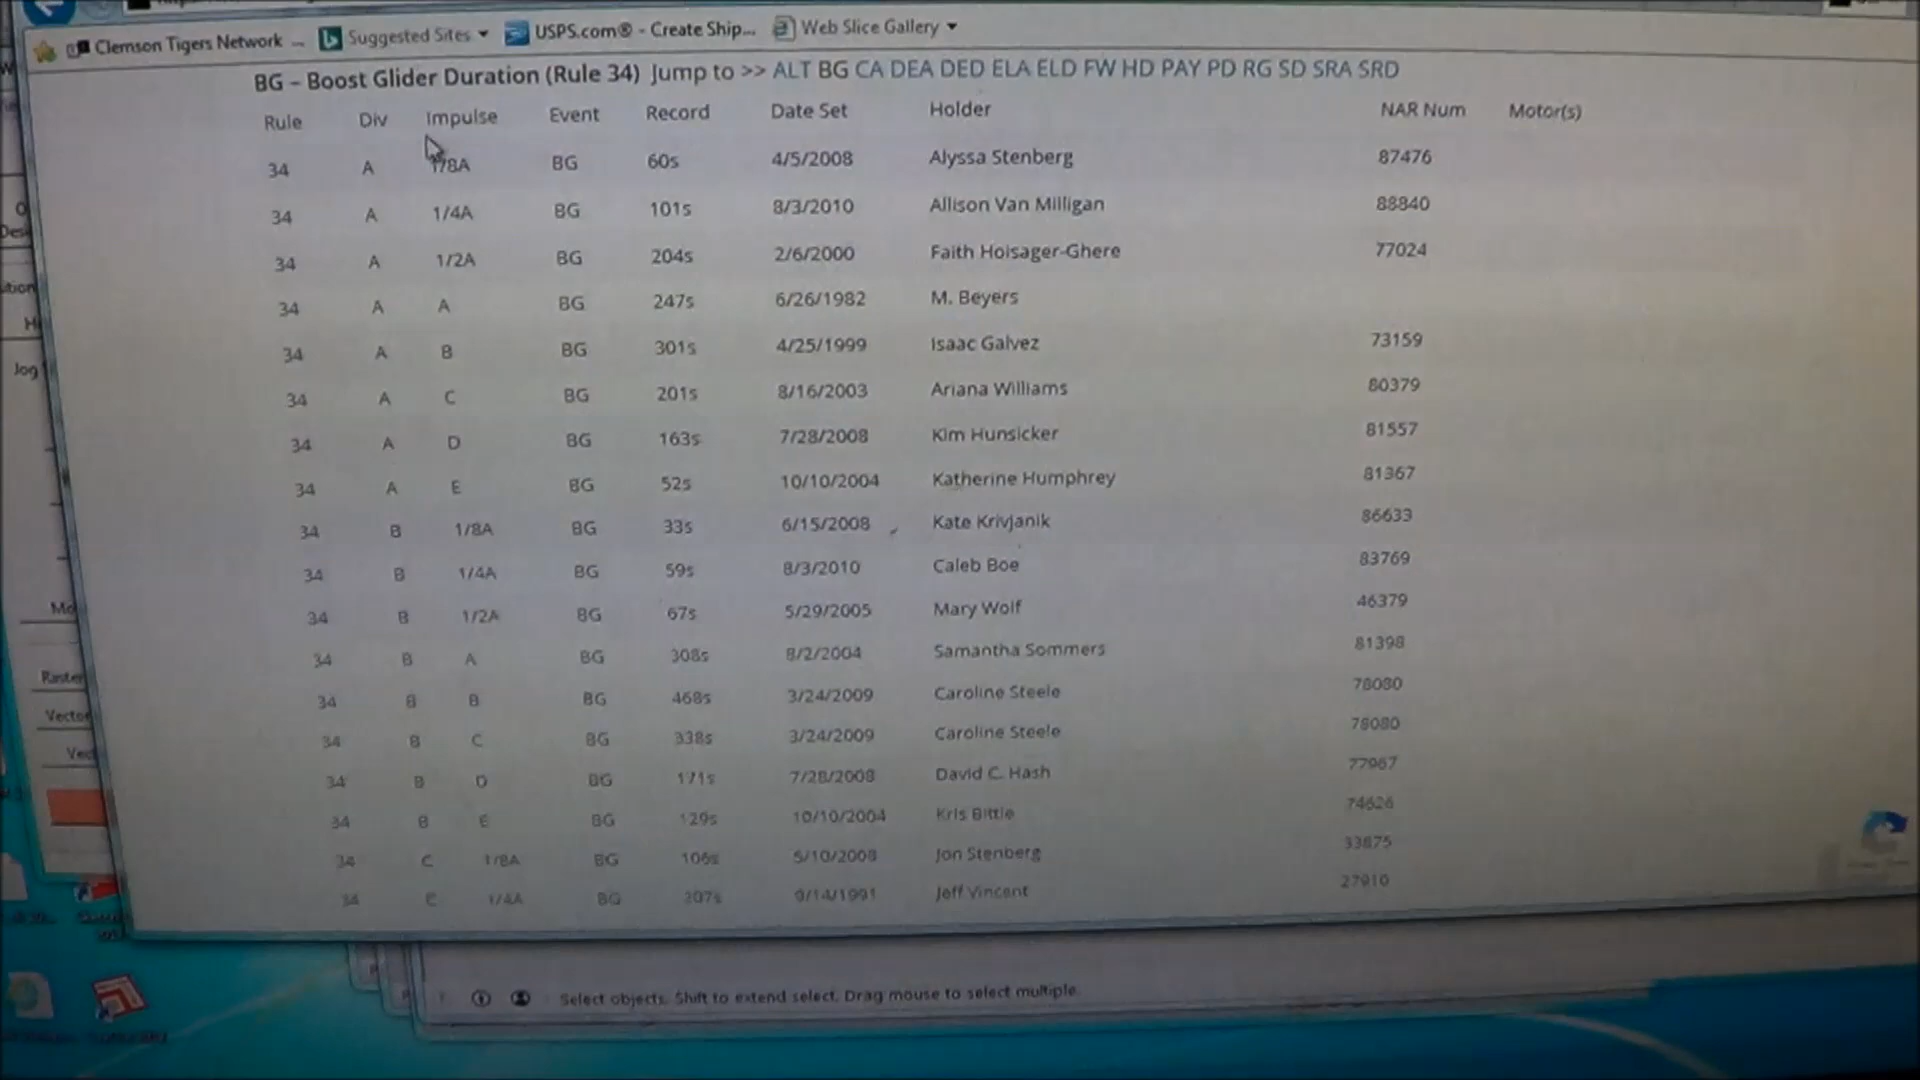 Clemson Tigers Network ... Suggested Sites USPS.com® - Create Ship... Web Slice Gallery
BG – Boost Glider Duration (Rule 34) Jump to >> ALT BG CA DEA DED ELA ELD FW HD PAY PD RG SD SRA SRD
Rule Div Impulse Event Record Date Set Holder NAR Num Motor(s)
34 A 1/8A BG 60s 4/5/2008 Alyssa Stenberg 87476
34 A 1/4A BG 101s 8/3/2010 Allison Van Milligan 88840
34 A 1/2A BG 204s 2/6/2000 Faith Hoisager-Ghere 77024
34 A A BG 247s 6/26/1982 M. Beyers
34 A B BG 301s 4/25/1999 Isaac Galvez 73159
34 A C BG 201s 8/16/2003 Ariana Williams 80379
34 A D BG 163s 7/28/2008 Kim Hunsicker 81557
34 A E BG 52s 10/10/2004 Katherine Humphrey 81367
34 B 1/8A BG 33s 6/15/2008 Kate Krivjanik 86633
34 B 1/4A BG 59s 8/3/2010 Caleb Boe 83769
34 B 1/2A BG 67s 5/29/2005 Mary Wolf 46379
34 B A BG 308s 8/2/2004 Samantha Sommers 81398
34 B B BG 468s 3/24/2009 Caroline Steele 78080
34 B C BG 338s 3/24/2009 Caroline Steele 78080
34 B D BG 171s 7/28/2008 David C. Hash 77967
34 B E BG 129s 10/10/2004 Kris Bittle 74626
34 C 1/8A BG 106s 5/10/2008 Jon Stenberg 33875
34 C 1/4A BG 207s 9/14/1991 Jeff Vincent 27910
Jog
Raster
Vector
Select objects. Shift to extend select. Drag mouse to select multiple.